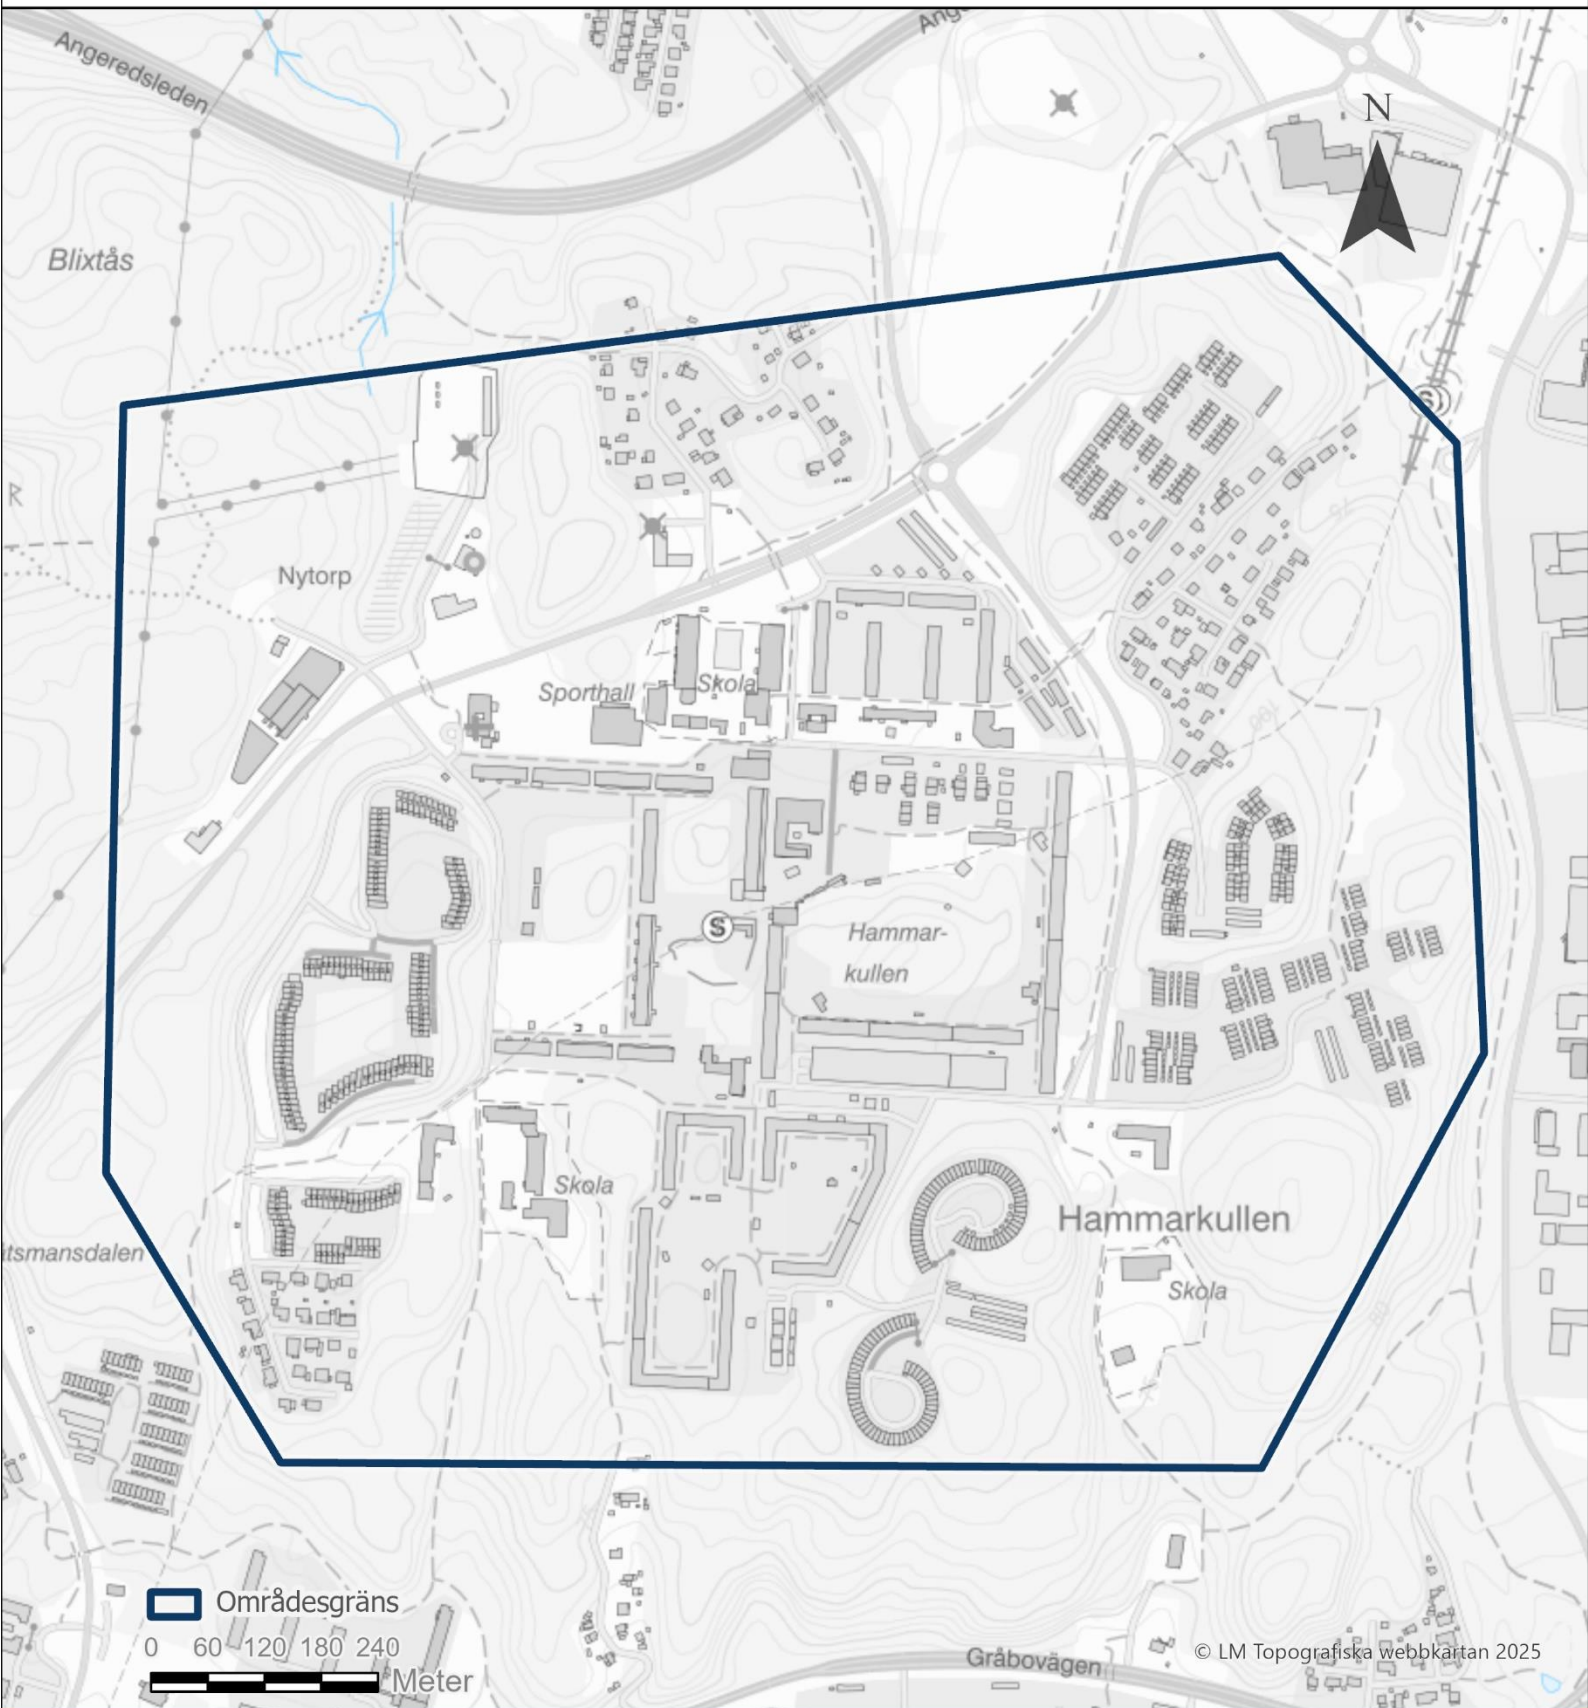 Angeredsleden
Ange
N
Blixtås
S
R
Nytorp
Sporthall
Skola
S
Hammar-
kullen
Skola
Hammarkullen
Skola
tsmansdalen
Områdesgräns
0 60 120 180 240
Meter
Gråbovägen
© LM Topografiska webbkartan 2025